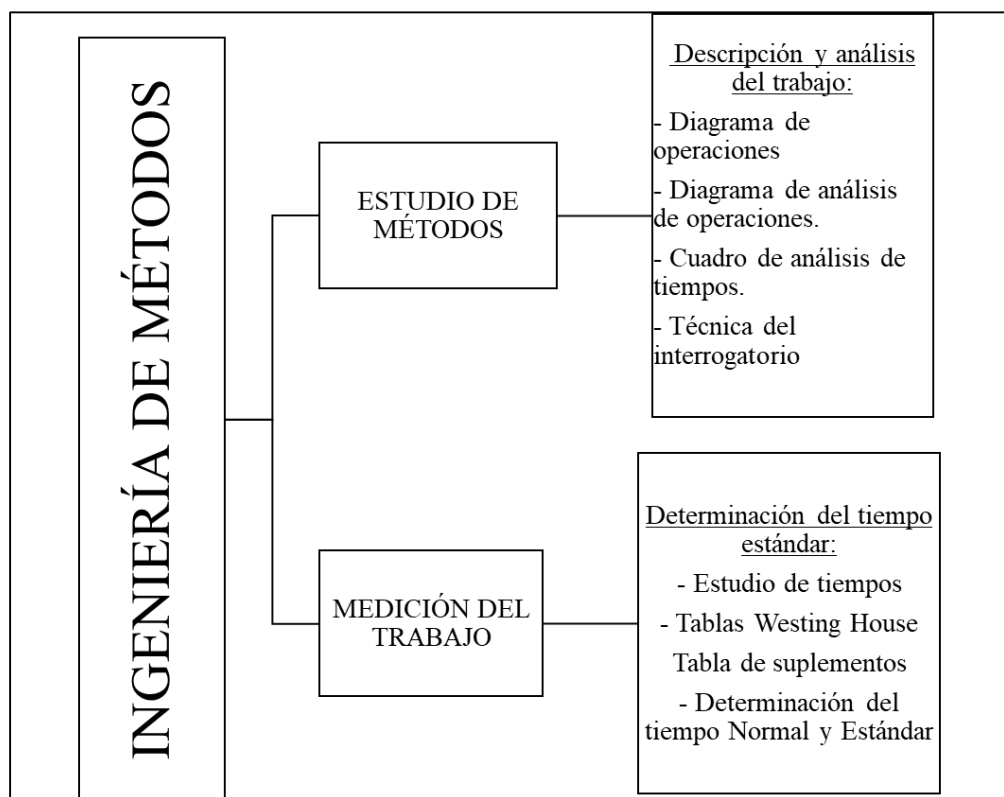 INGENIERÍA DE MÉTODOS
ESTUDIO DE
MÉTODOS
Descripción y análisis
del trabajo:
- Diagrama de
operaciones
- Diagrama de análisis
de operaciones.
- Cuadro de análisis de
tiempos.
- Técnica del
interrogatorio
MEDICIÓN DEL
TRABAJO
Determinación del tiempo
estándar:
- Estudio de tiempos
- Tablas Westing House
Tabla de suplementos
- Determinación del
tiempo Normal y Estándar